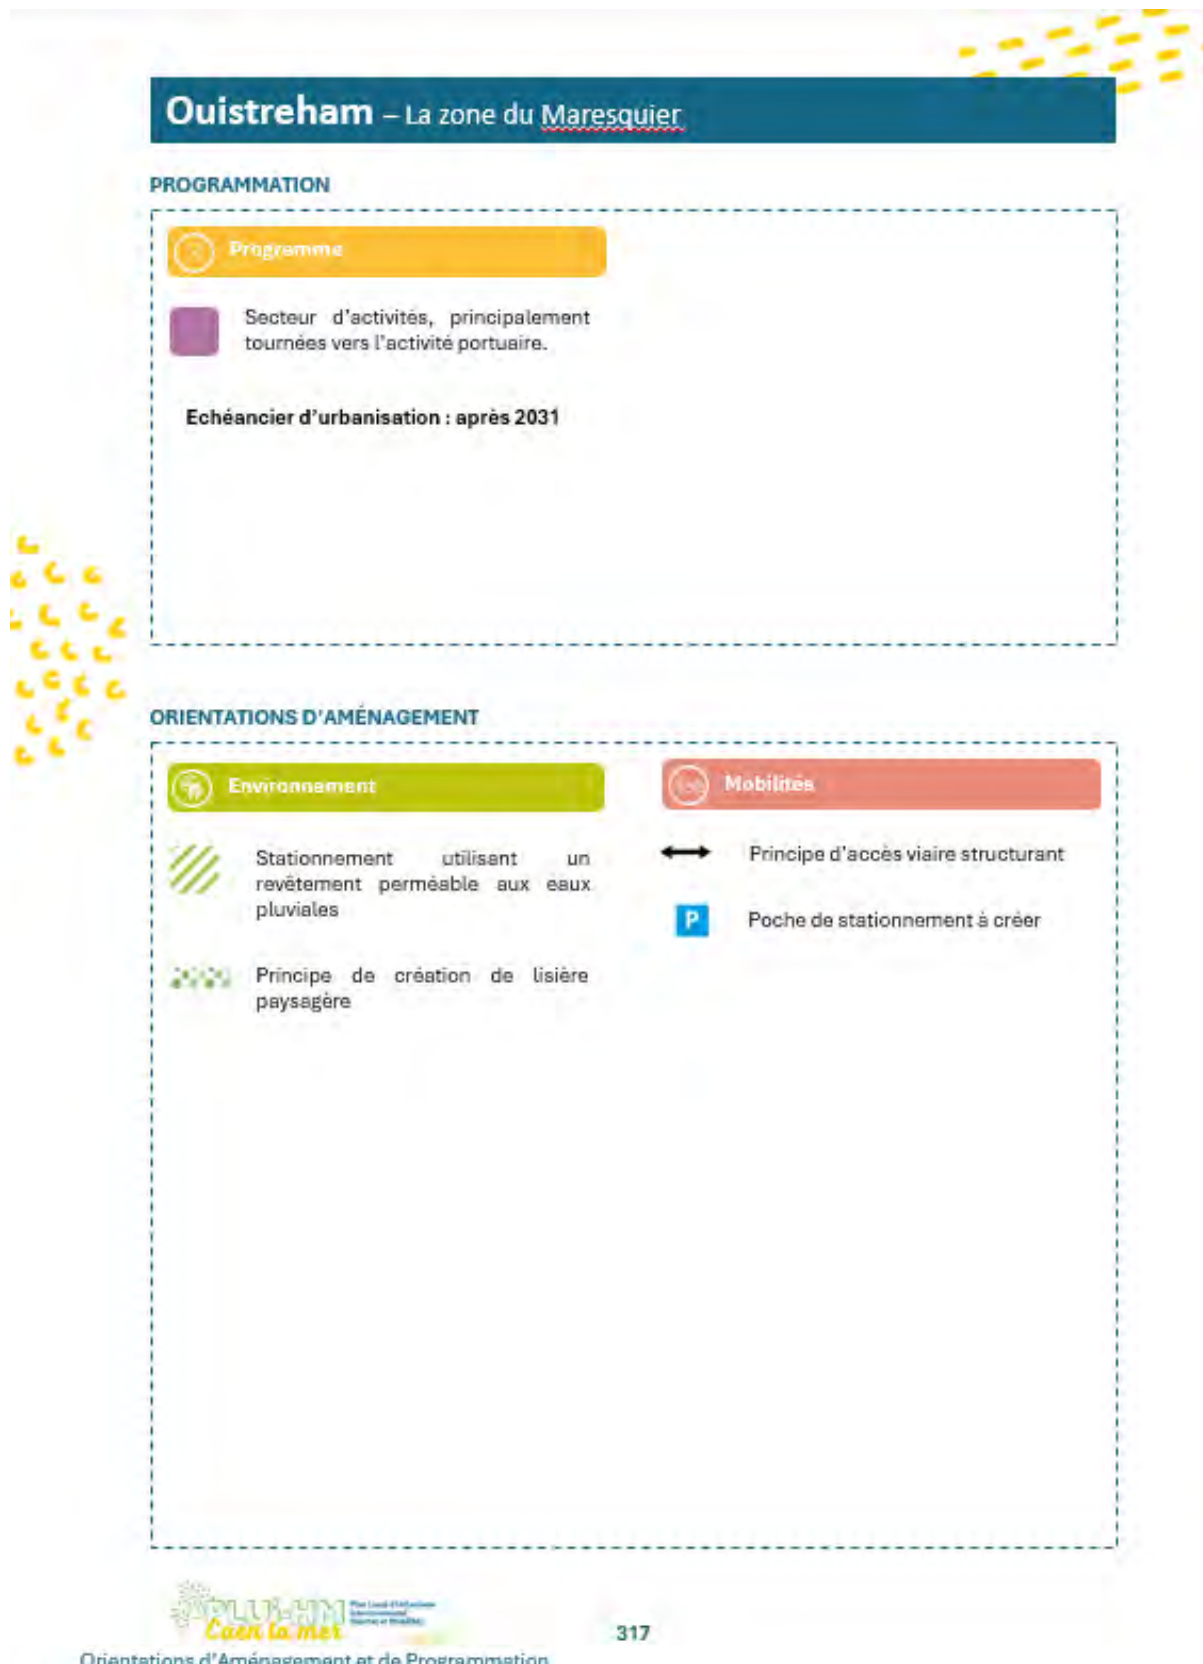 Ouistreham – La zone du Maresquier
PROGRAMMATION
Programme
Secteur d'activités, principalement
tournées vers l'activité portuaire.
Echéancier d'urbanisation : après 2031
ORIENTATIONS D'AMÉNAGEMENT
Environnement
Stationnement utilisant un
revêtement perméable aux eaux
pluviales
Principe de création de lisière
paysagère
Mobilités
Principe d'accès viaire structurant
P
Poche de stationnement à créer
PLUi-HM
Caen la mer
317
Orientations d'Aménagement et de Programmation